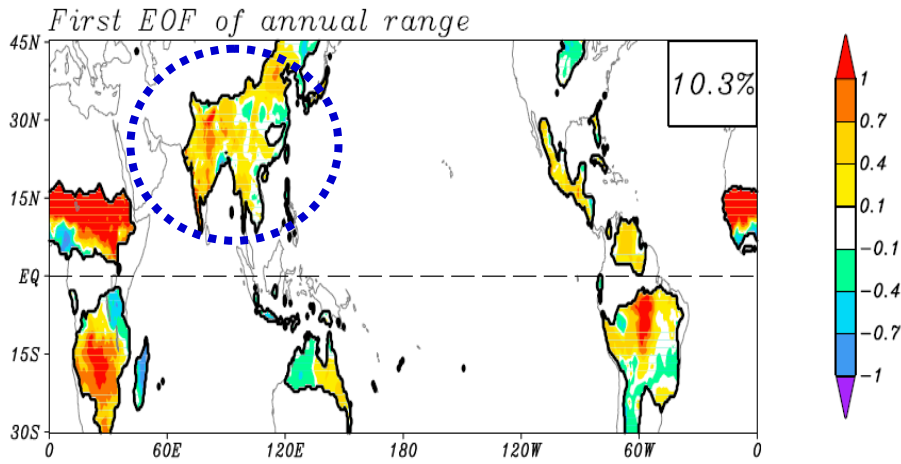 First EOF of annual range
45N
10.3%
30N
15N
EQ
15S
30S
0 60E 120E 180 120W 60W 0
1
0.7
0.4
0.1
-0.1
-0.4
-0.7
-1